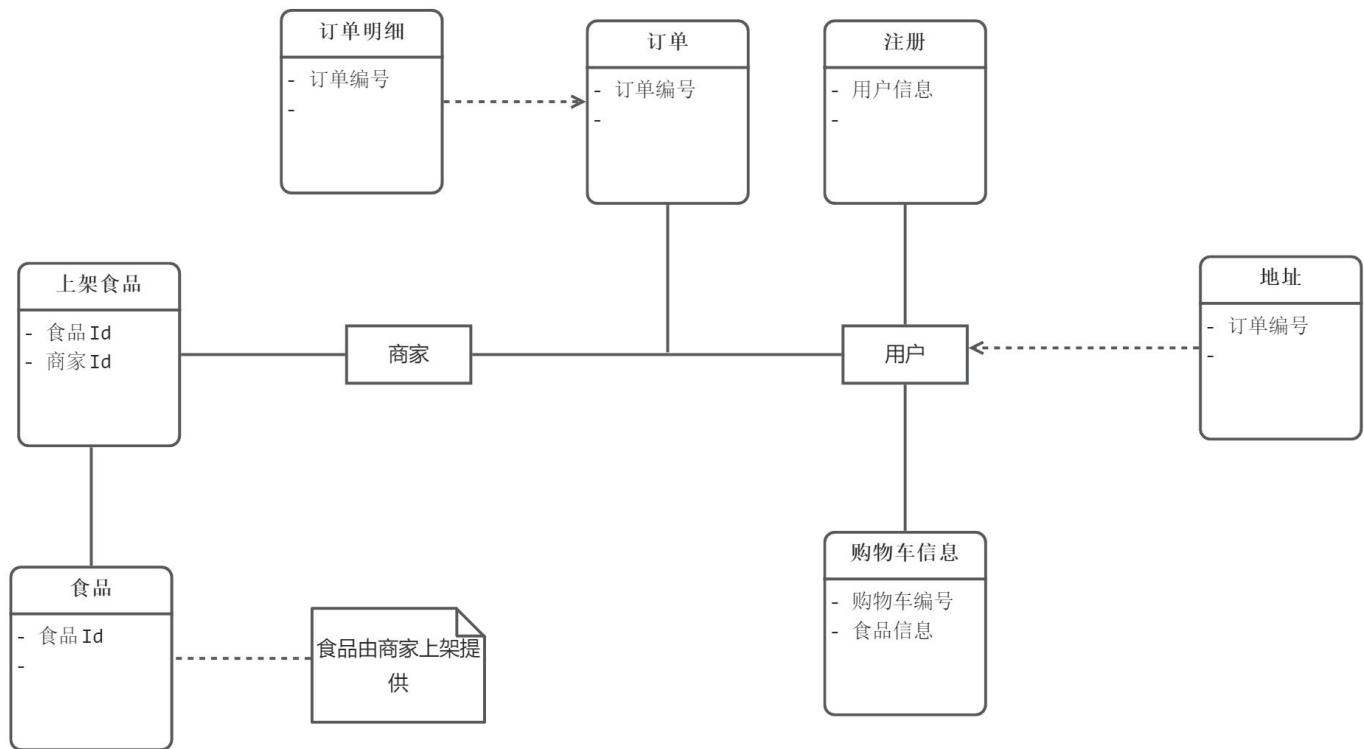 订单明细
- 订单编号
-
订单
- 订单编号
-
注册
- 用户信息
-
上架食品
- 食品Id
- 商家Id
商家
用户
地址
- 订单编号
-
食品
- 食品Id
-
食品由商家上架提
供
购物车信息
- 购物车编号
- 食品信息